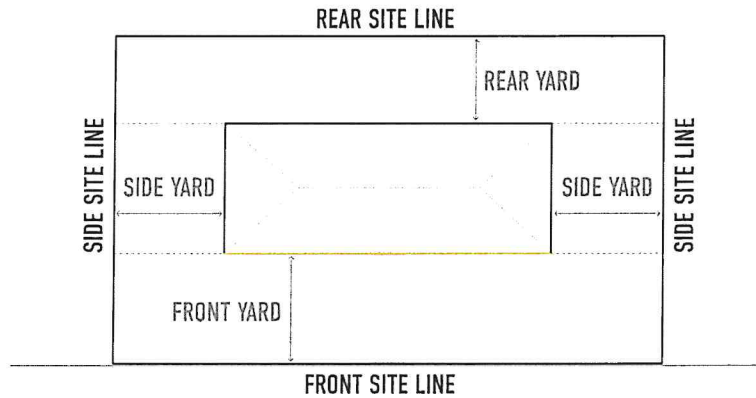 REAR SITE LINE
REAR YARD
SIDE SITE LINE
SIDE YARD
SIDE YARD
SIDE SITE LINE
FRONT YARD
FRONT SITE LINE